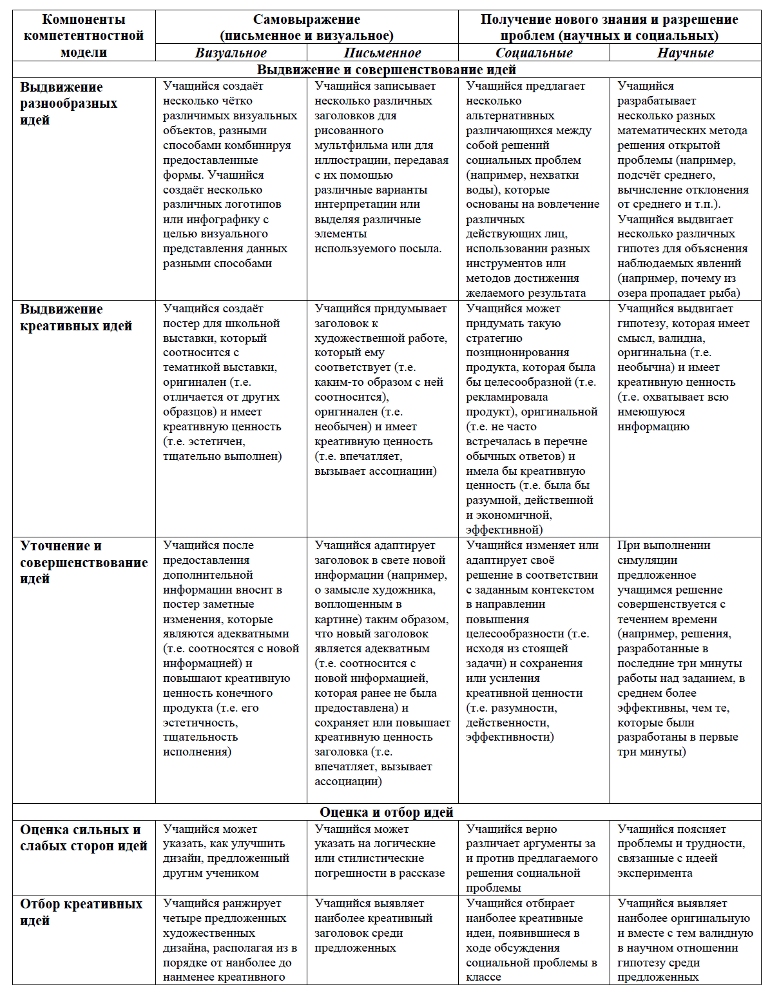 Компоненты
компетентностной
модели
Самовыражение
(письменное и визуальное)
Получение нового знания и разрешение
проблем (научных и социальных)
Визуальное
Письменное
Социальные
Научные
Выдвижение и совершенствование идей
Выдвижение
разнообразных
идей
Учащийся создаёт
несколько чётко
различимых визуальных
объектов, разными
способами комбинируя
предоставленные
формы. Учащийся
создаёт несколько
различных логотипов
или инфографику с
целью визуального
представления данных
разными способами
Учащийся записывает
несколько различных
заголовков для
рисованного
мультфильма или для
иллюстрации, передавая
с их помощью
различные варианты
интерпретации или
выделяя различные
элементы
используемого посыла.
Учащийся предлагает
несколько
альтернативных
различающихся между
собой решений
социальных проблем
(например, нехватки
воды), которые
основаны на вовлечение
различных
действующих лиц,
использовании разных
инструментов или
методов достижения
желаемого результата
Учащийся
разрабатывает
несколько разных
математических метода
решения открытой
проблемы (например,
подсчёт среднего,
вычисление отклонения
от среднего и т.п.).
Учащийся выдвигает
несколько различных
гипотез для объяснения
наблюдаемых явлений
(например, почему из
озера пропадает рыба)
Выдвижение
креативных идей
Учащийся создаёт
постер для школьной
выставки, который
соотносится с
тематикой выставки,
оригинален (т.е.
отличается от других
образцов) и имеет
креативную ценность
(т.е. эстетичен,
тщательно выполнен)
Учащийся придумывает
заголовок к
художественной работе,
который ему
соответствует (т.е.
каким-то образом с ней
соотносится),
оригинален (т.е.
необычен) и имеет
креативную ценность
(т.е. впечатляет,
вызывает ассоциации)
Учащийся может
придумать такую
стратегию
позиционирования
продукта, которая была
бы целесообразной (т.е.
рекламировала
продукт), оригинальной
(т.е. не часто
встречалась в перечне
обычных ответов) и
имела бы креативную
ценность (т.е. была бы
разумной, действенной
и экономичной,
эффективной)
Учащийся выдвигает
гипотезу, которая имеет
смысл, валидна,
оригинальна (т.е.
необычна) и имеет
креативную ценность
(т.е. охватывает всю
имеющуюся
информацию
Уточнение и
совершенствование
идей
Учащийся после
предоставления
дополнительной
информации вносит в
постер заметные
изменения, которые
являются адекватными
(т.е. соотносятся с новой
информацией) и
повышают креативную
ценность конечного
продукта (т.е. его
эстетичность,
тщательность
исполнения)
Учащийся адаптирует
заголовок в свете новой
информации (например,
о замысле художника,
воплощенным в
картине) таким образом,
что новый заголовок
является адекватным
(т.е. соотносится с
новой информацией,
которая ранее не была
предоставлена) и
сохраняет или повышает
креативную ценность
заголовка (т.е.
впечатляет, вызывает
ассоциации)
Учащийся изменяет или
адаптирует своё
решение в соответствии
с заданным контекстом
в направлении
повышения
целесообразности (т.е.
исходя из стоящей
задачи) и сохранения
или усиления
креативной ценности
(т.е. разумности,
действенности,
эффективности)
При выполнении
симуляции
предложенное
учащимся решение
совершенствуется с
течением времени
(например, решения,
разработанные в
последние три минуты
работы над заданием, в
среднем более
эффективны, чем те,
которые были
разработаны в первые
три минуты)
Оценка и отбор идей
Оценка сильных и
слабых сторон идей
Учащийся может
указать, как улучшить
дизайн, предложенный
другим учеником
Учащийся может
указать на логические
или стилистические
погрешности в рассказе
Учащийся верно
различает аргументы за
и против предлагаемого
решения социальной
проблемы
Учащийся поясняет
проблемы и трудности,
связанные с идеей
эксперимента
Отбор креативных
идей
Учащийся ранжирует
четыре предложенных
художественных
дизайна, располагая из в
порядке от наиболее до
наименее креативного
Учащийся выявляет
наиболее креативный
заголовок среди
предложенных
Учащийся отбирает
наиболее креативные
идеи, появившиеся в
ходе обсуждения
социальной проблемы в
классе
Учащийся выявляет
наиболее оригинальную
и вместе с тем валидную
в научном отношении
гипотезу среди
предложенных